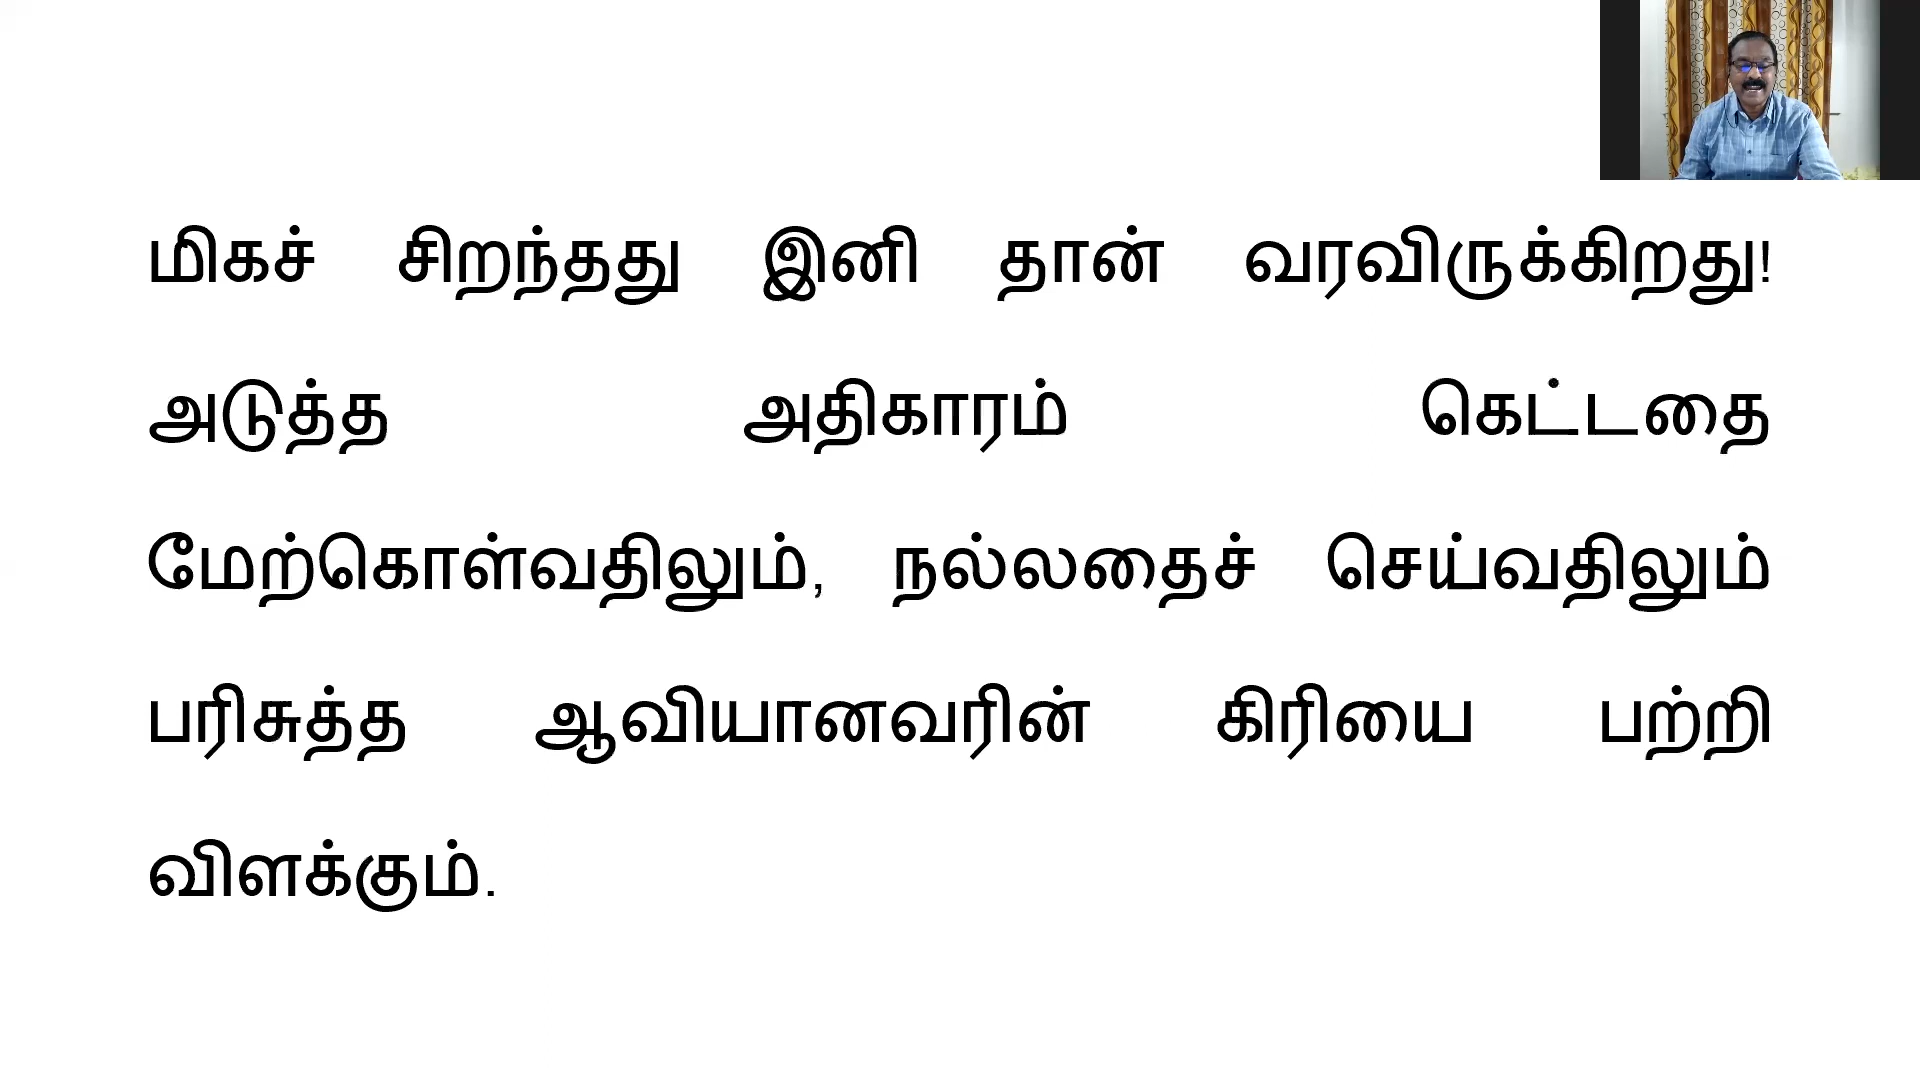 மிகச் சிறந்தது இனி தான் வரவிருக்கிறது!
அடுத்த அதிகாரம் கெட்டதை
மேற்கொள்வதிலும், நல்லதைச் செய்வதிலும்
பரிசுத்த ஆவியானவரின் கிரியை பற்றி
விளக்கும்.